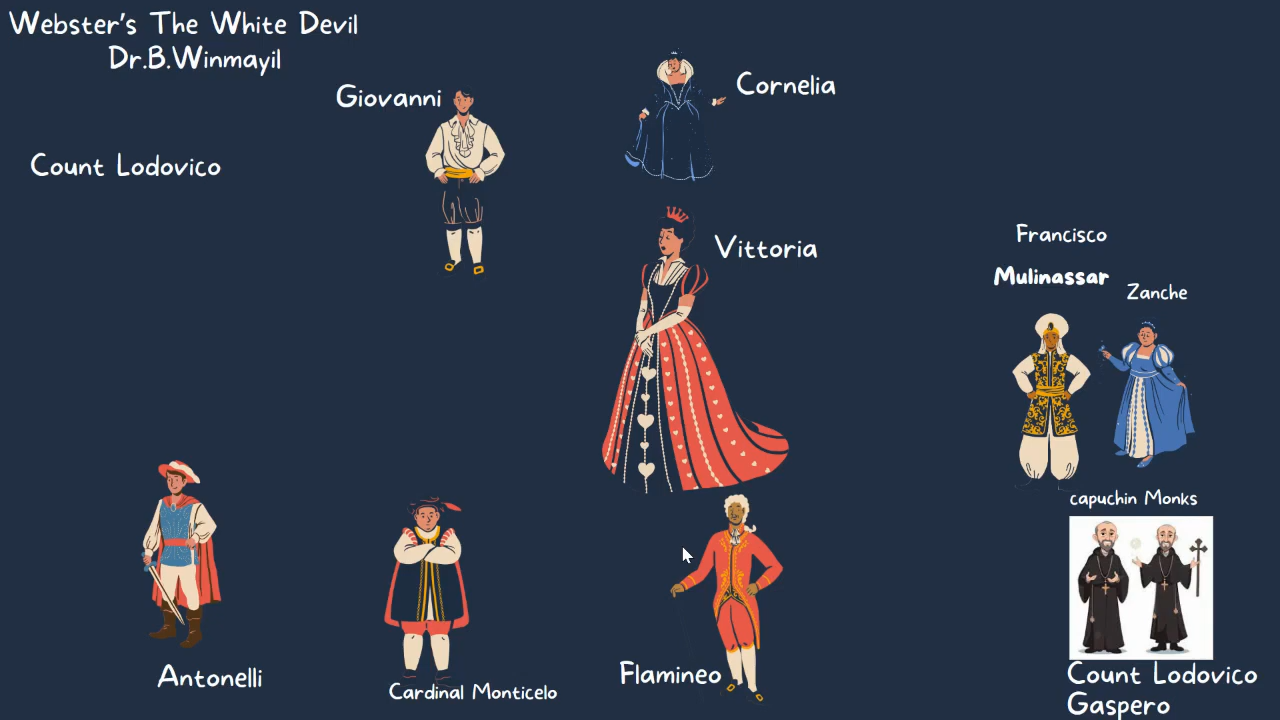 Webster's The White Devil
Dr.B.Winmayil
Giovanni
Cornelia
Count Lodovico
Vittoria
Francisco
Mulinassar
Zanche
capuchin Monks
Antonelli
Cardinal Monticelo
Flamineo
Count Lodovico
Gaspero